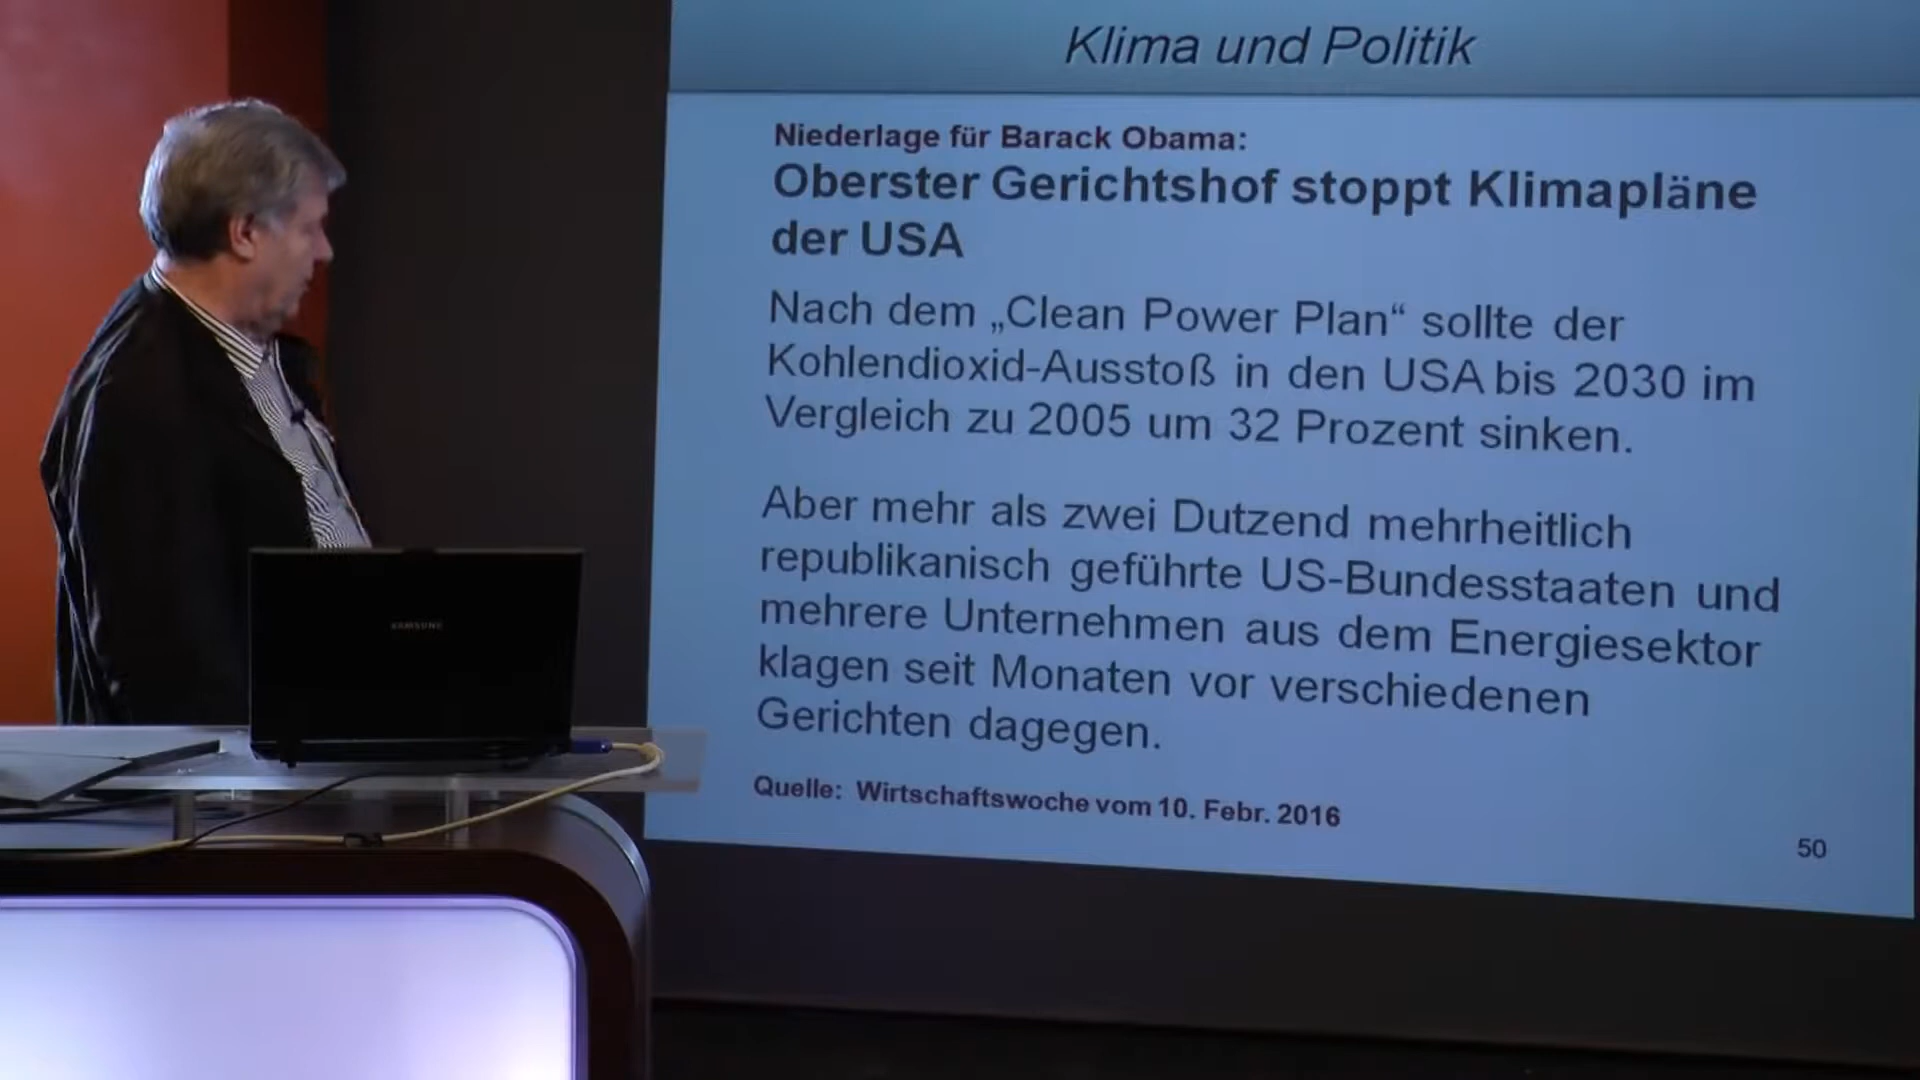 Klima und Politik
Niederlage für Barack Obama:
Oberster Gerichtshof stoppt Klimapläne
der USA
Nach dem „Clean Power Plan“ sollte der
Kohlendioxid-Ausstoß in den USA bis 2030 im
Vergleich zu 2005 um 32 Prozent sinken.
Aber mehr als zwei Dutzend mehrheitlich
republikanisch geführte US-Bundesstaaten und
mehrere Unternehmen aus dem Energiesektor
klagen seit Monaten vor verschiedenen
Gerichten dagegen.
Quelle: Wirtschaftswoche vom 10. Febr. 2016
50
SAMSUNG